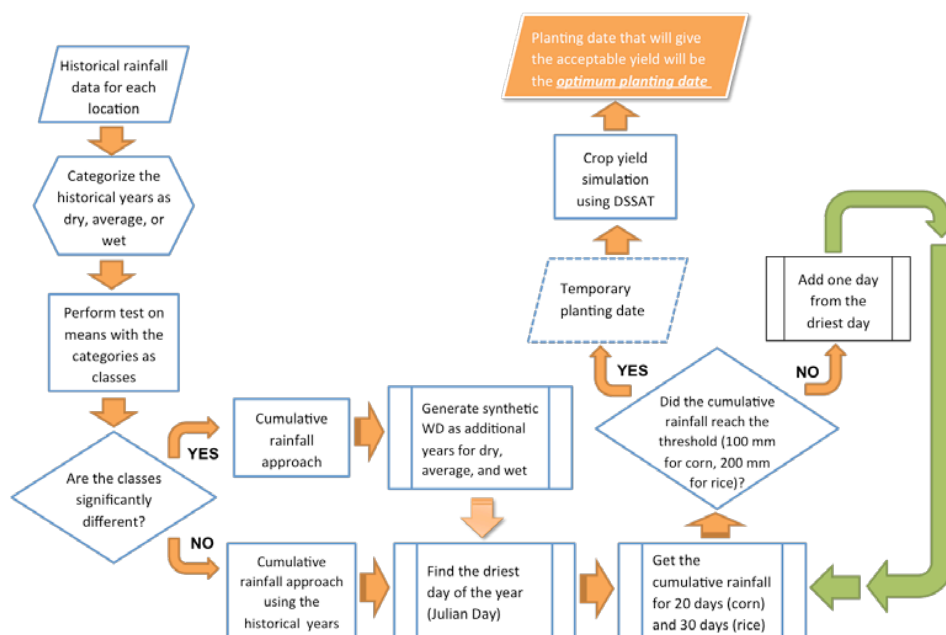 Historical rainfall
data for each
location
Categorize the
historical years as
dry, average, or
wet
Perform test on
means with the
categories as
classes
Are the classes
significantly
different?
YES
NO
Cumulative
rainfall
approach
Generate synthetic
WD as additional
years for dry,
average, and wet
Cumulative
rainfall approach
using the
historical years
Find the driest
day of the year
(Julian Day)
Get the
cumulative rainfall
for 20 days (corn)
and 30 days (rice)
Did the cumulative
rainfall reach the
threshold (100 mm
for corn, 200 mm
for rice)?
YES
NO
Add one day
from the
driest day
Temporary
planting date
Crop yield
simulation
using DSSAT
Planting date that will give
the acceptable yield will be
the optimum planting date